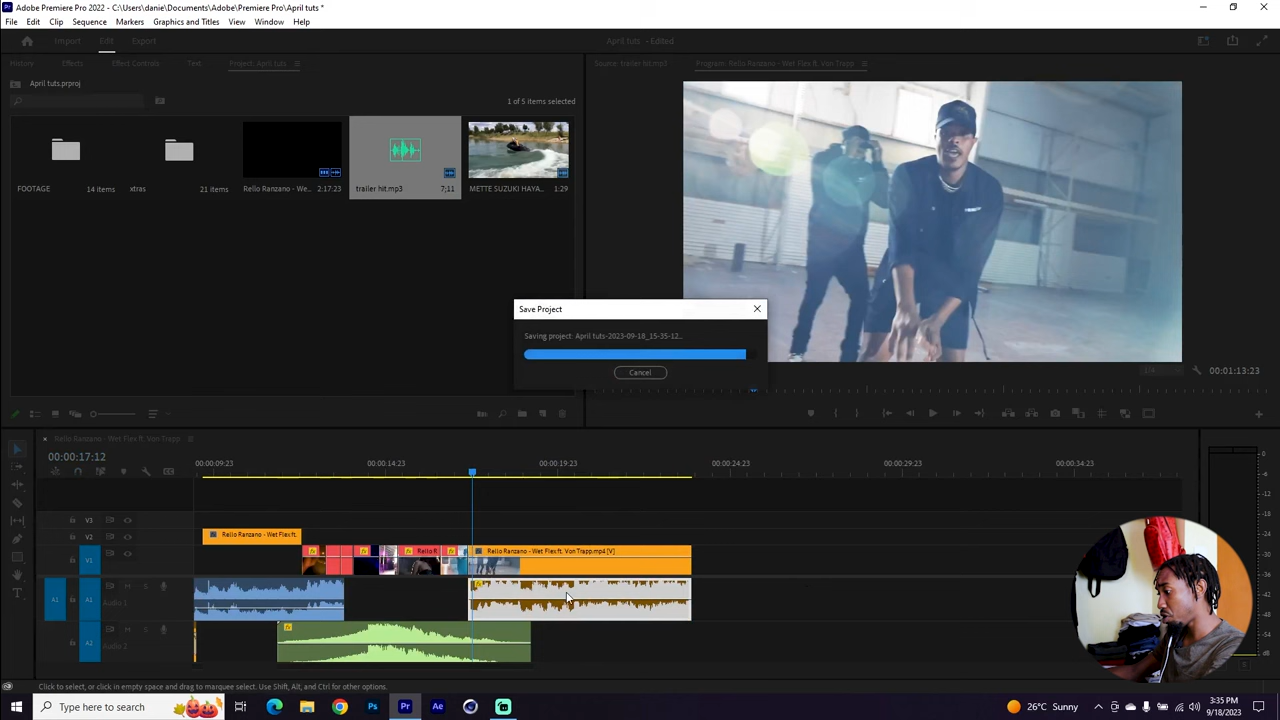 Adobe Premiere Pro 2022 - C:\Users\danie\Documents\Adobe\Premiere Pro\April tuts *
File Edit Clip Sequence Markers Graphics and Titles View Window Help
Import Edit Export
April tuts - Edited
History Effects Effect Controls Text Project: April tuts
Source: trailer hit.mp3 Program: Rello Ranzano - Wet Flex ft. Von Trapp
April tuts.prproj
1 of 5 items selected
FOOTAGE 14 items xtras 21 items Rello Ranzano - We... 2:17:23 trailer hit.mp3 7;11 METTE SUZUKI HAYA... 1:29
Save Project
Saving project: April tuts-2023-09-18_15-35-12...
Cancel
1/4 00:01:13:23
Rello Ranzano - Wet Flex ft. Von Trapp
00:00:17:12
00:00:09:23 00:00:14:23 00:00:19:23 00:00:24:23 00:00:29:23 00:00:34:23
V3
V2 Rello Ranzano - Wet Flex ft.
V1 Rello R Rello Ranzano - Wet Flex ft. Von Trapp.mp4 [V]
A1 A1 M S
Audio 1
A2 M S
Audio 2
Click to select, or click in empty space and drag to marquee select. Use Shift, Alt, and Ctrl for other options.
Type here to search
26°C Sunny
3:35 PM
9/18/2023